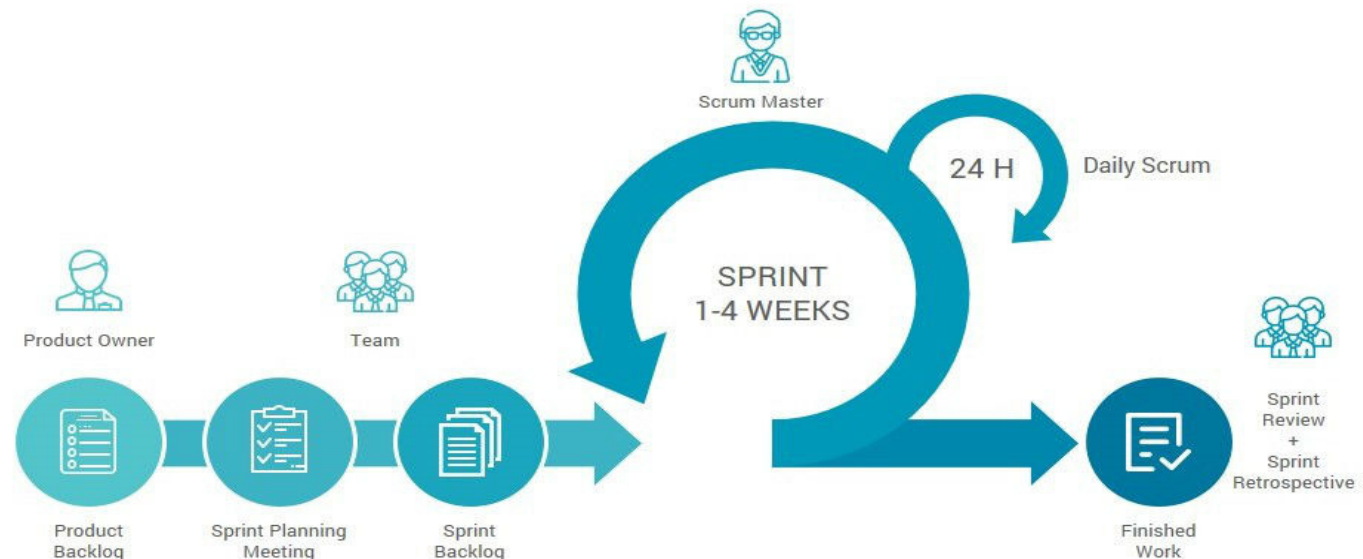 Scrum Master
24 H
Daily Scrum
SPRINT
1-4 WEEKS
Product Owner
Team
Product
Backlog
Sprint Planning
Meeting
Sprint
Backlog
Finished
Work
Sprint
Review
+
Sprint
Retrospective